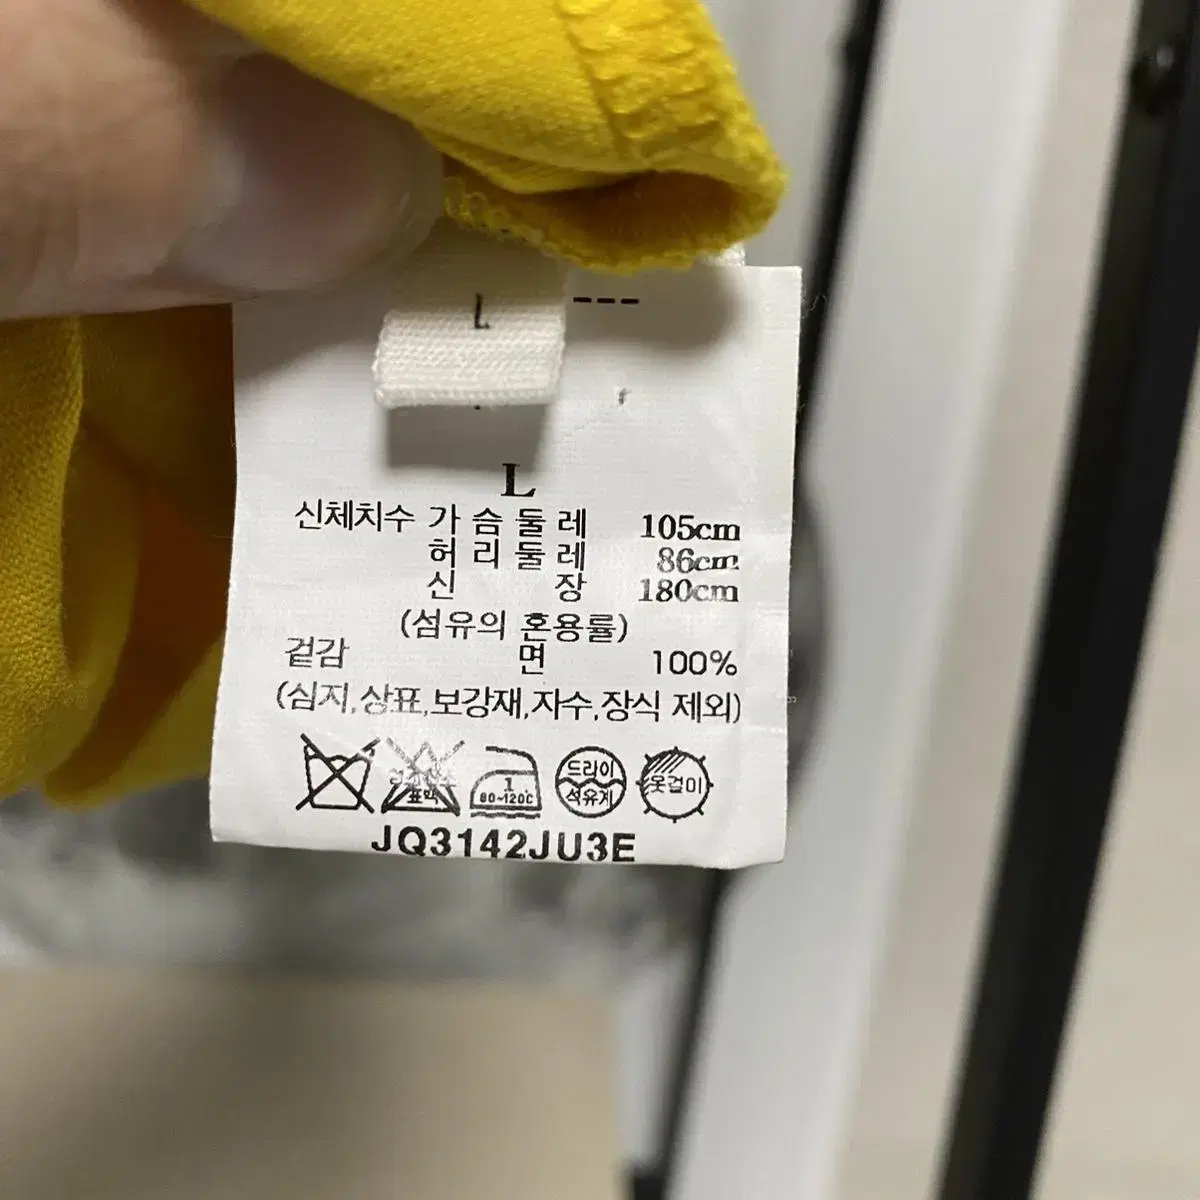 L
---
L
신체치수 가 슴 둘 레 105cm
허 리 둘 레 86cm
신 장 180cm
(섬유의 혼용률)
겉감 면 100%
(심지,상표,보강재,자수,장식 제외)
표백
1
80~120℃
드라이
석유계
옷걸이
JQ3142JU3E